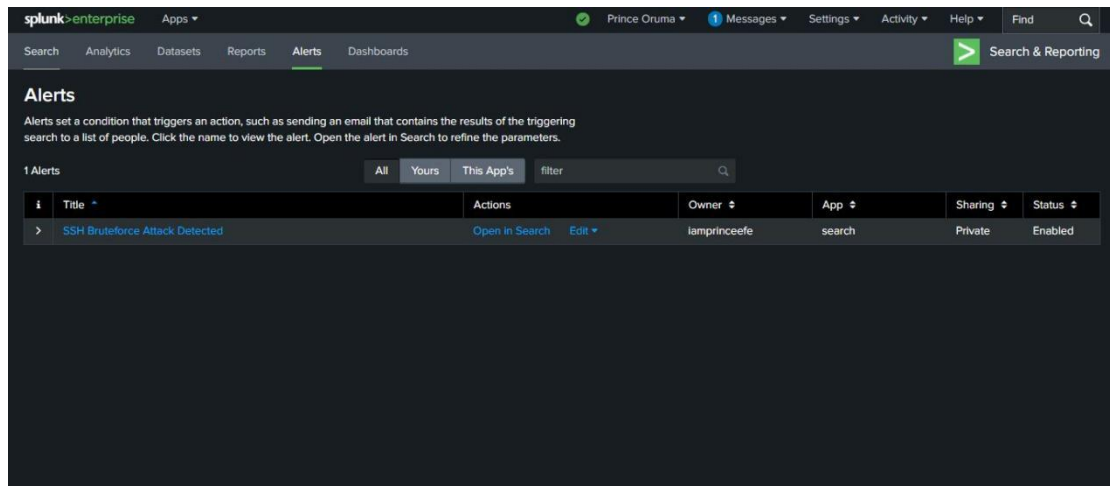 splunk>enterprise Apps Prince Oruma 1 Messages Settings Activity Help Find
Search Analytics Datasets Reports Alerts Dashboards Search & Reporting
Alerts
Alerts set a condition that triggers an action, such as sending an email that contains the results of the triggering
search to a list of people. Click the name to view the alert. Open the alert in Search to refine the parameters.
1 Alerts All Yours This App's filter
i Title Actions Owner App Sharing Status
> SSH Bruteforce Attack Detected Open in Search Edit iamprinceefe search Private Enabled